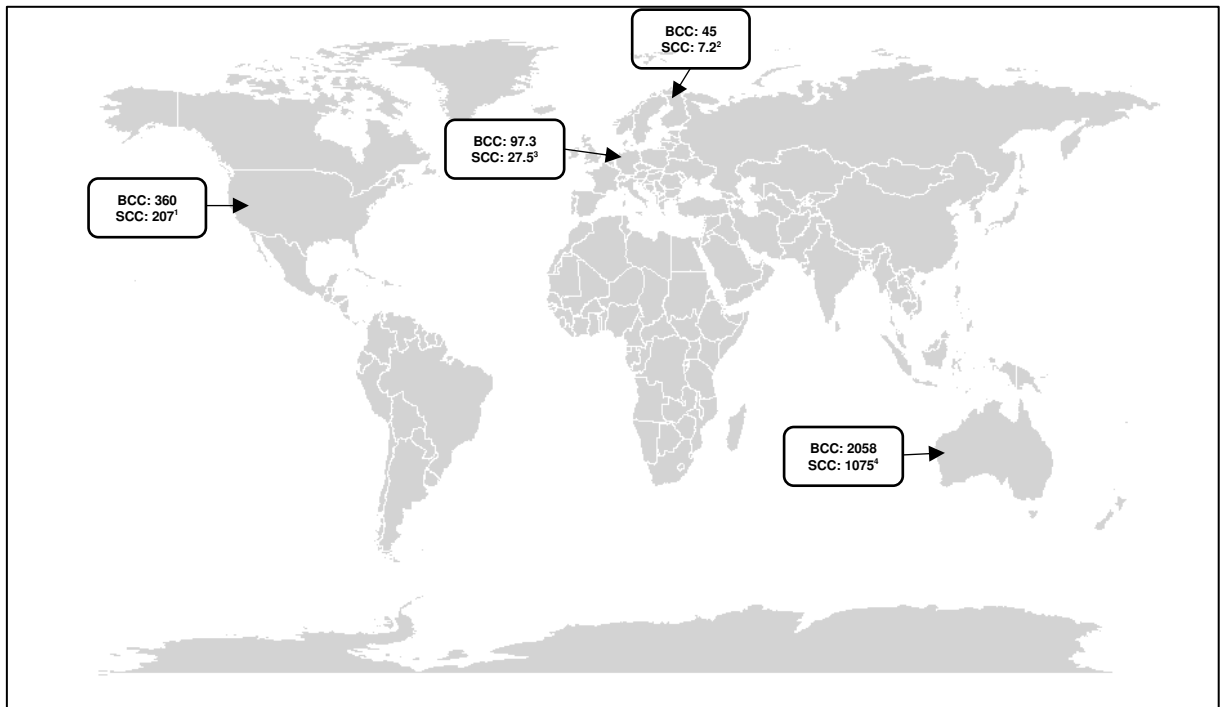 BCC: 45
SCC: 7.2²
BCC: 97.3
SCC: 27.5³
BCC: 360
SCC: 207¹
BCC: 2058
SCC: 1075⁴